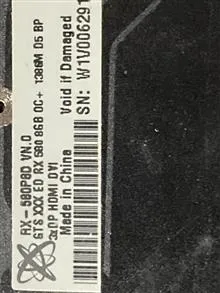 RX-580P8D VN.0
GTS XXX ED RX 580 8GB OC+ 1386M D5 BP
3xDP HDMI DVI
Made in China
Void if Damaged
SN: W1V006291